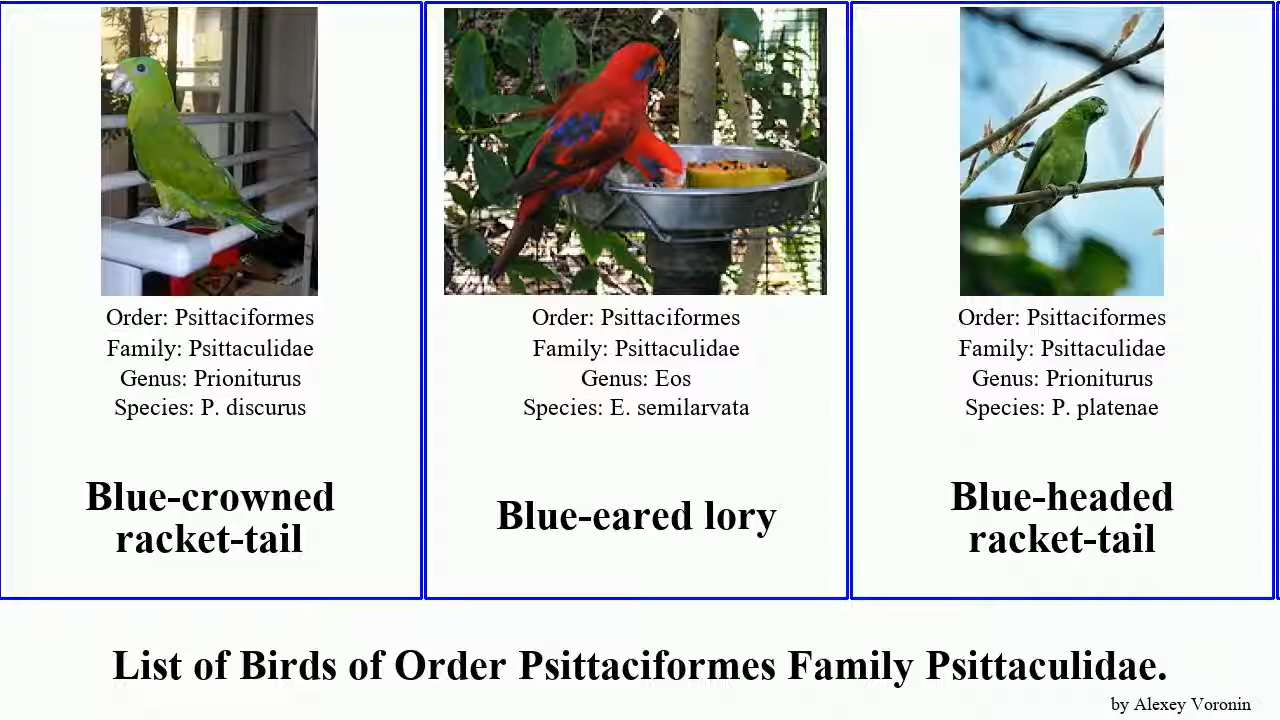 Order: Psittaciformes
Family: Psittaculidae
Genus: Prioniturus
Species: P. discurus
Blue-crowned
racket-tail
Order: Psittaciformes
Family: Psittaculidae
Genus: Eos
Species: E. semilarvata
Blue-eared lory
Order: Psittaciformes
Family: Psittaculidae
Genus: Prioniturus
Species: P. platenae
Blue-headed
racket-tail
List of Birds of Order Psittaciformes Family Psittaculidae.
by Alexey Voronin